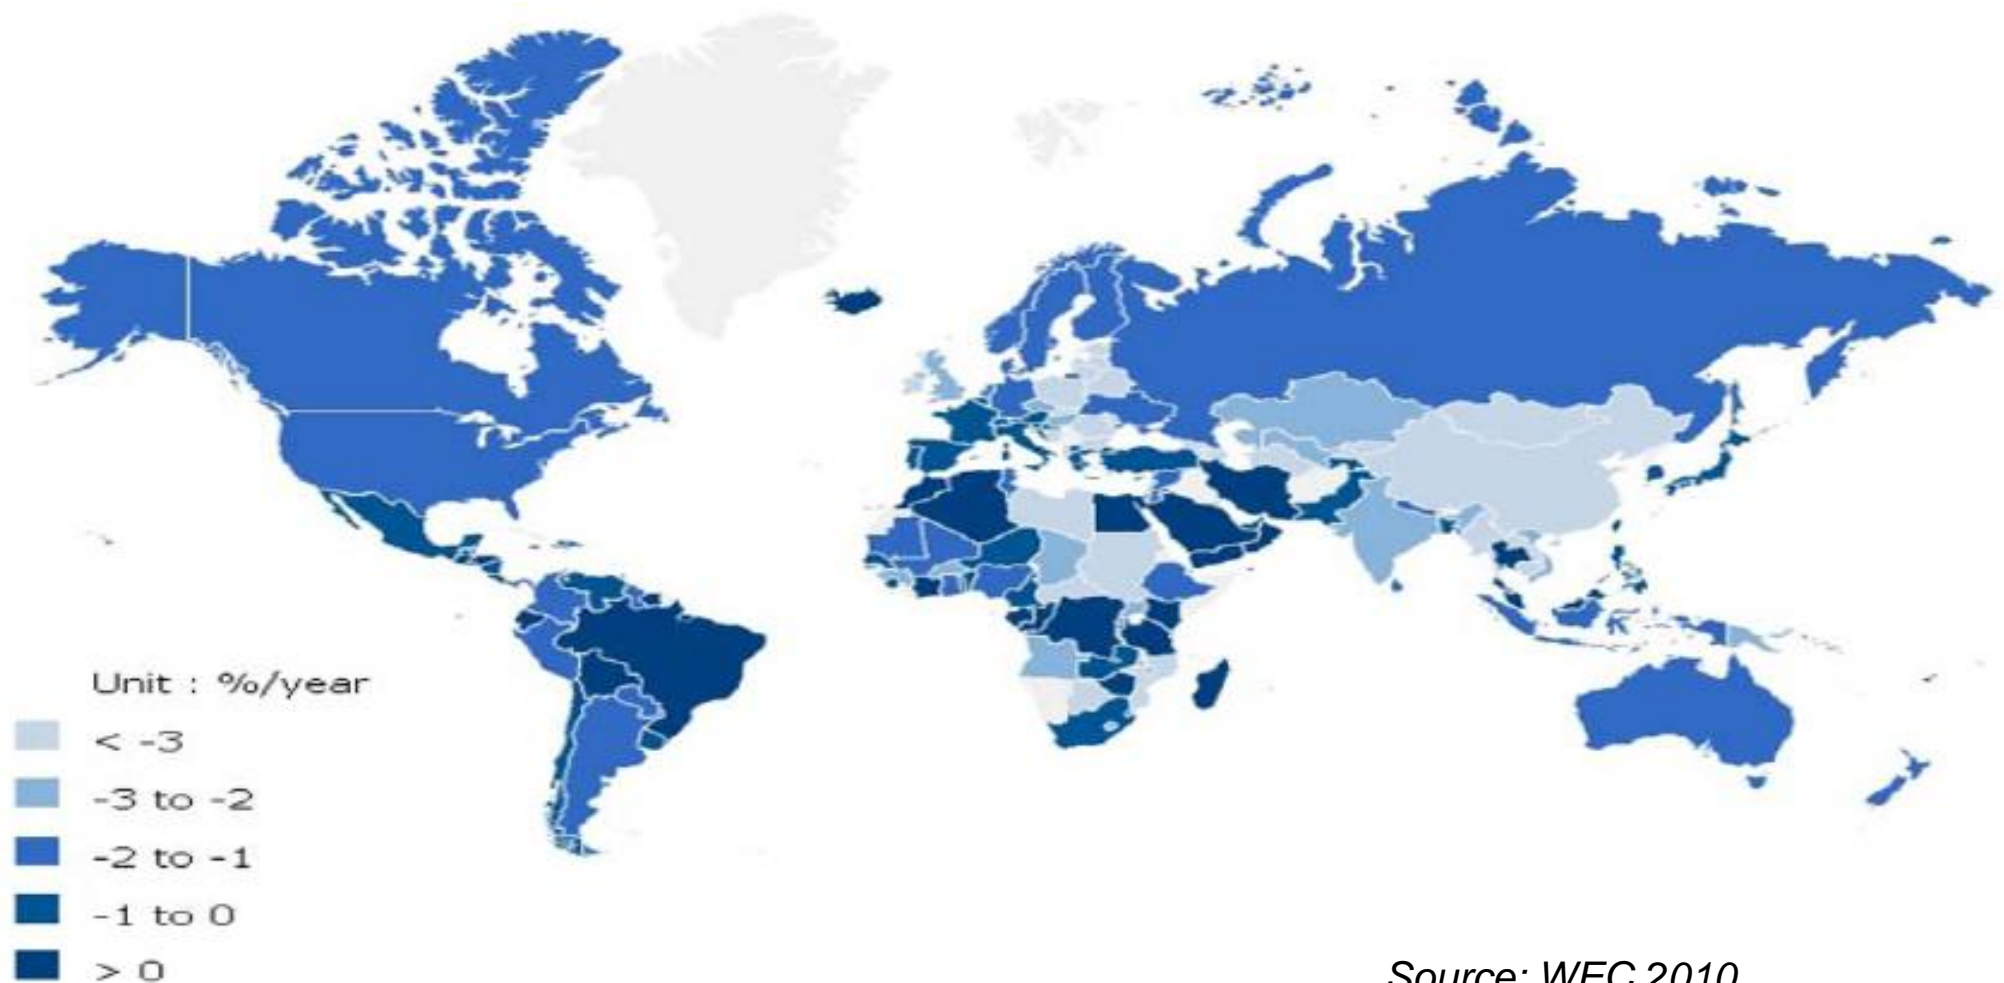 Unit : %/year
< -3
-3 to -2
-2 to -1
-1 to 0
> 0
Source: WEC 2010